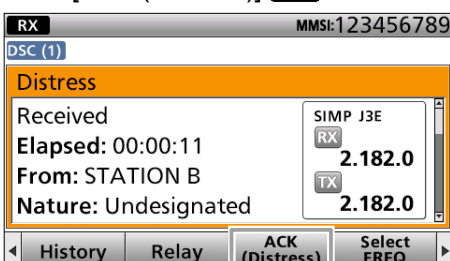 RX MMSI:123456789
DSC (1)
Distress
Received
Elapsed: 00:00:11
From: STATION B
Nature: Undesignated
SIMP J3E
RX
2.182.0
TX
2.182.0
History Relay ACK (Distress) Select FREQ